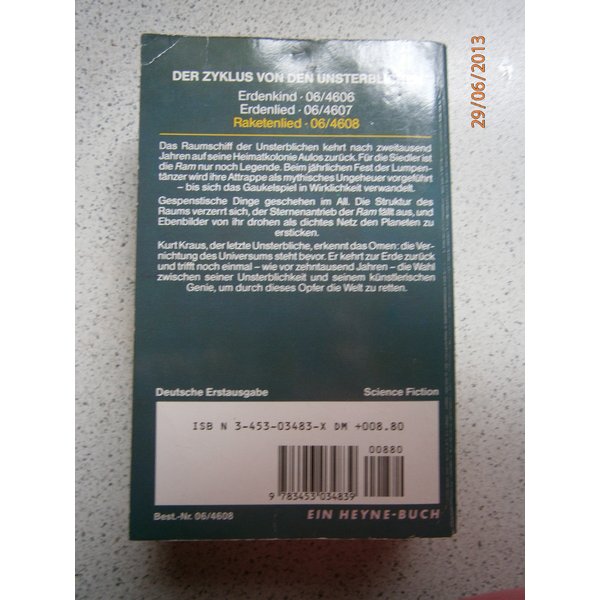 29/06/2013
DER ZYKLUS VON DEN
Erdenkind · 06/4606
Erdenlied · 06/4607
Raketenlied · 06/4608
Das Raumschiff der Unsterblichen kehrt nach zweitausend
Jahren auf seine Heimatkolonie Aulos zurück. Für die Siedler ist
die Ram nur noch Legende. Beim jährlichen Fest der Lumpen-
tänzer wird ihre Attrappe als mythisches Ungeheuer vorgeführt
– bis sich das Gaukelspiel in Wirklichkeit verwandelt.
Gespenstische Dinge geschehen im All. Die Struktur des
Raums verzerrt sich, der Sternenantrieb der Ram fällt aus, und
Ebenbilder von ihr drohen als dichtes Netz den Planeten zu
ersticken.
Kurt Kraus, der letzte Unsterbliche, erkennt das Omen: die Ver-
nichtung des Universums steht bevor. Er kehrt zur Erde zurück
und trifft noch einmal – wie vor zehntausend Jahren – die Wahl
zwischen seiner Unsterblichkeit und seinem künstlerischen
Genie, um durch dieses Opfer die Welt zu retten.
Deutsche Erstausgabe Science Fiction
ISB N 3-453-03483-X DM +008.80
00880
9 783453 034839
Best.-Nr. 06/4608 EIN HEYNE-BUCH